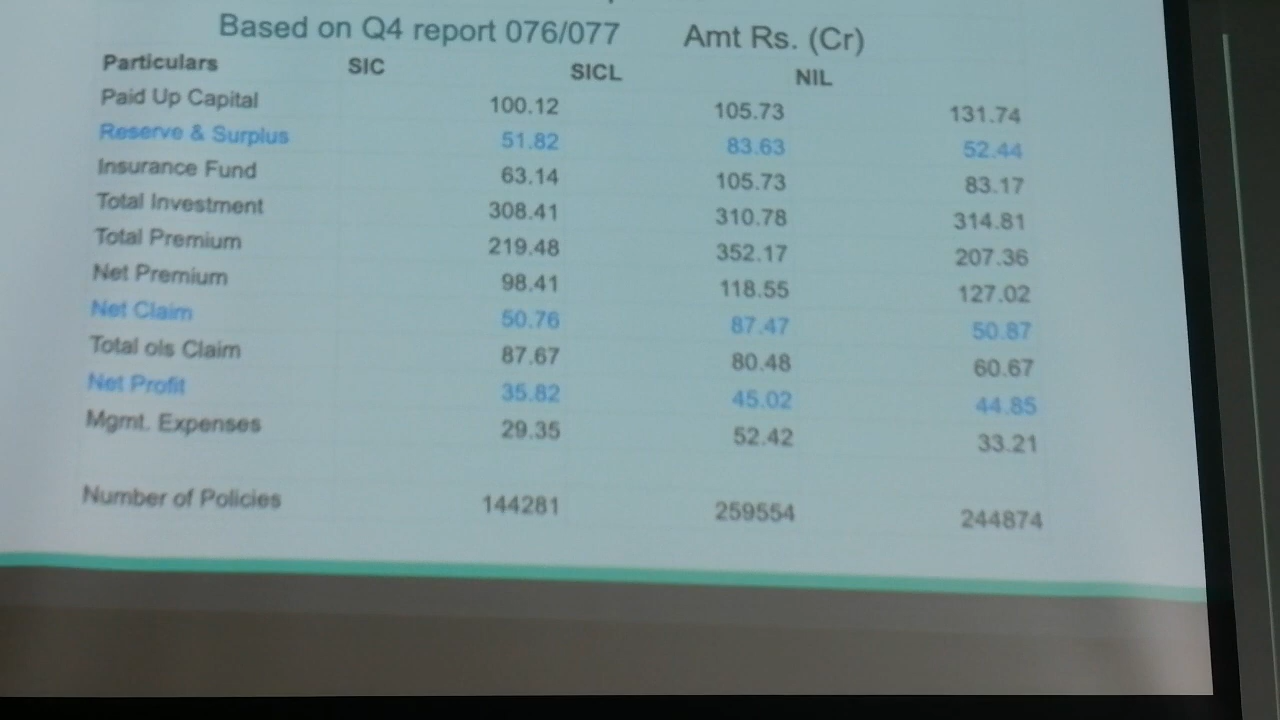 Based on Q4 report 076/077 Amt Rs. (Cr)
Particulars SIC SICL NIL
Paid Up Capital 100.12 105.73 131.74
Reserve & Surplus 51.82 83.63 52.44
Insurance Fund 63.14 105.73 83.17
Total Investment 308.41 310.78 314.81
Total Premium 219.48 352.17 207.36
Net Premium 98.41 118.55 127.02
Net Claim 50.76 87.47 50.87
Total ols Claim 87.67 80.48 60.67
Net Profit 35.82 45.02 44.85
Mgmt. Expenses 29.35 52.42 33.21
Number of Policies 144281 259554 244874